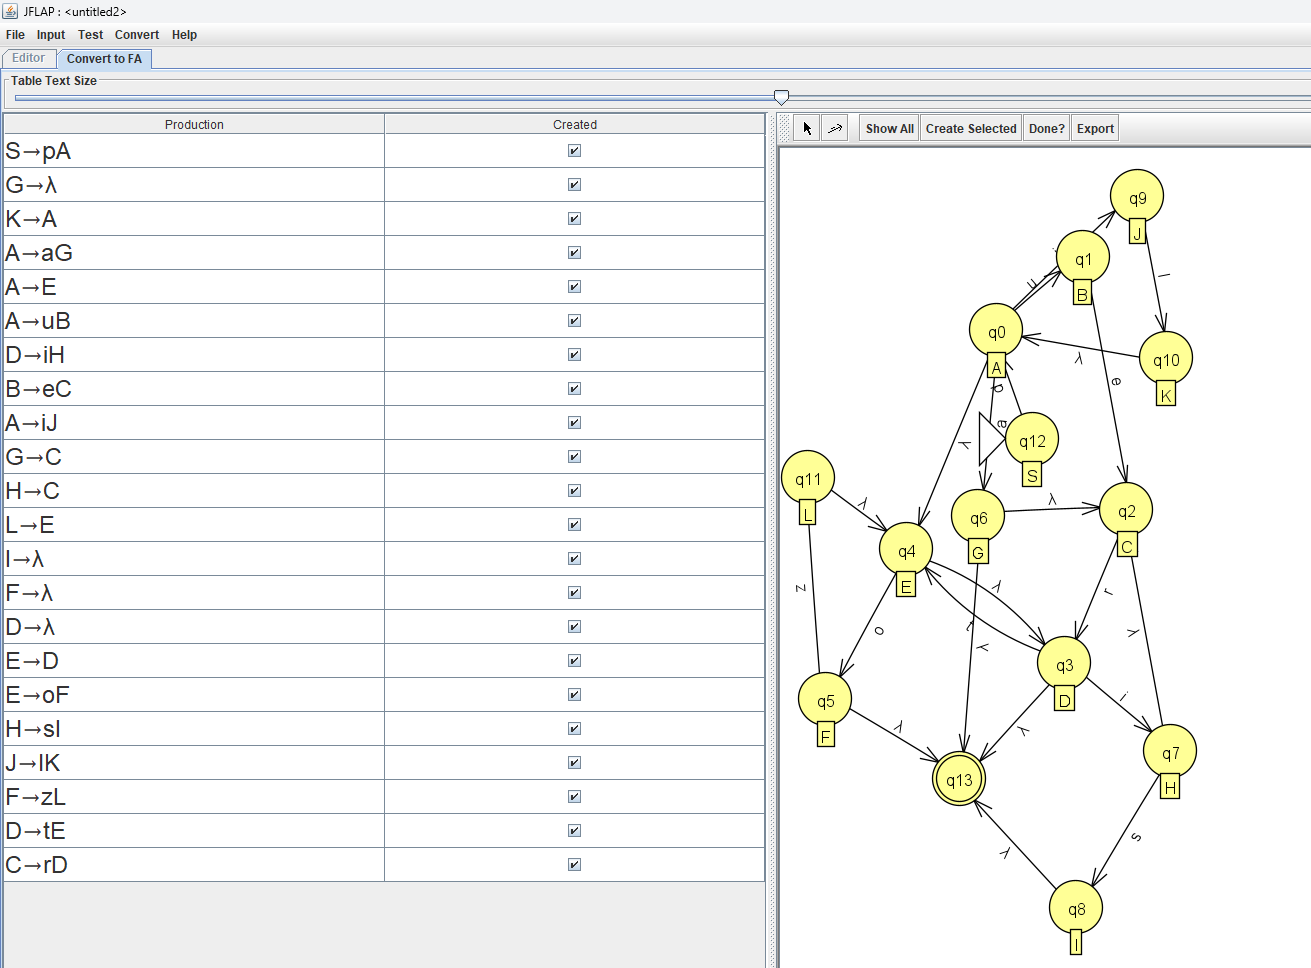 JFLAP : <untitled2>
File Input Test Convert Help
Editor Convert to FA
Table Text Size
Production Created
S→pA
G→λ
K→A
A→aG
A→E
A→uB
D→iH
B→eC
A→iJ
G→C
H→C
L→E
I→λ
F→λ
D→λ
E→D
E→oF
H→sI
J→lK
F→zL
D→tE
C→rD
Show All Create Selected Done? Export
q9
J
q1
B
i
u
l
q0
A
q10
K
λ
e
p
a
λ
q12
S
q11
L
λ
q6
G
λ
q2
C
q4
E
z
λ
r
o
t
λ
λ
q3
D
i
q5
F
λ
λ
q7
H
q13
s
λ
q8
I